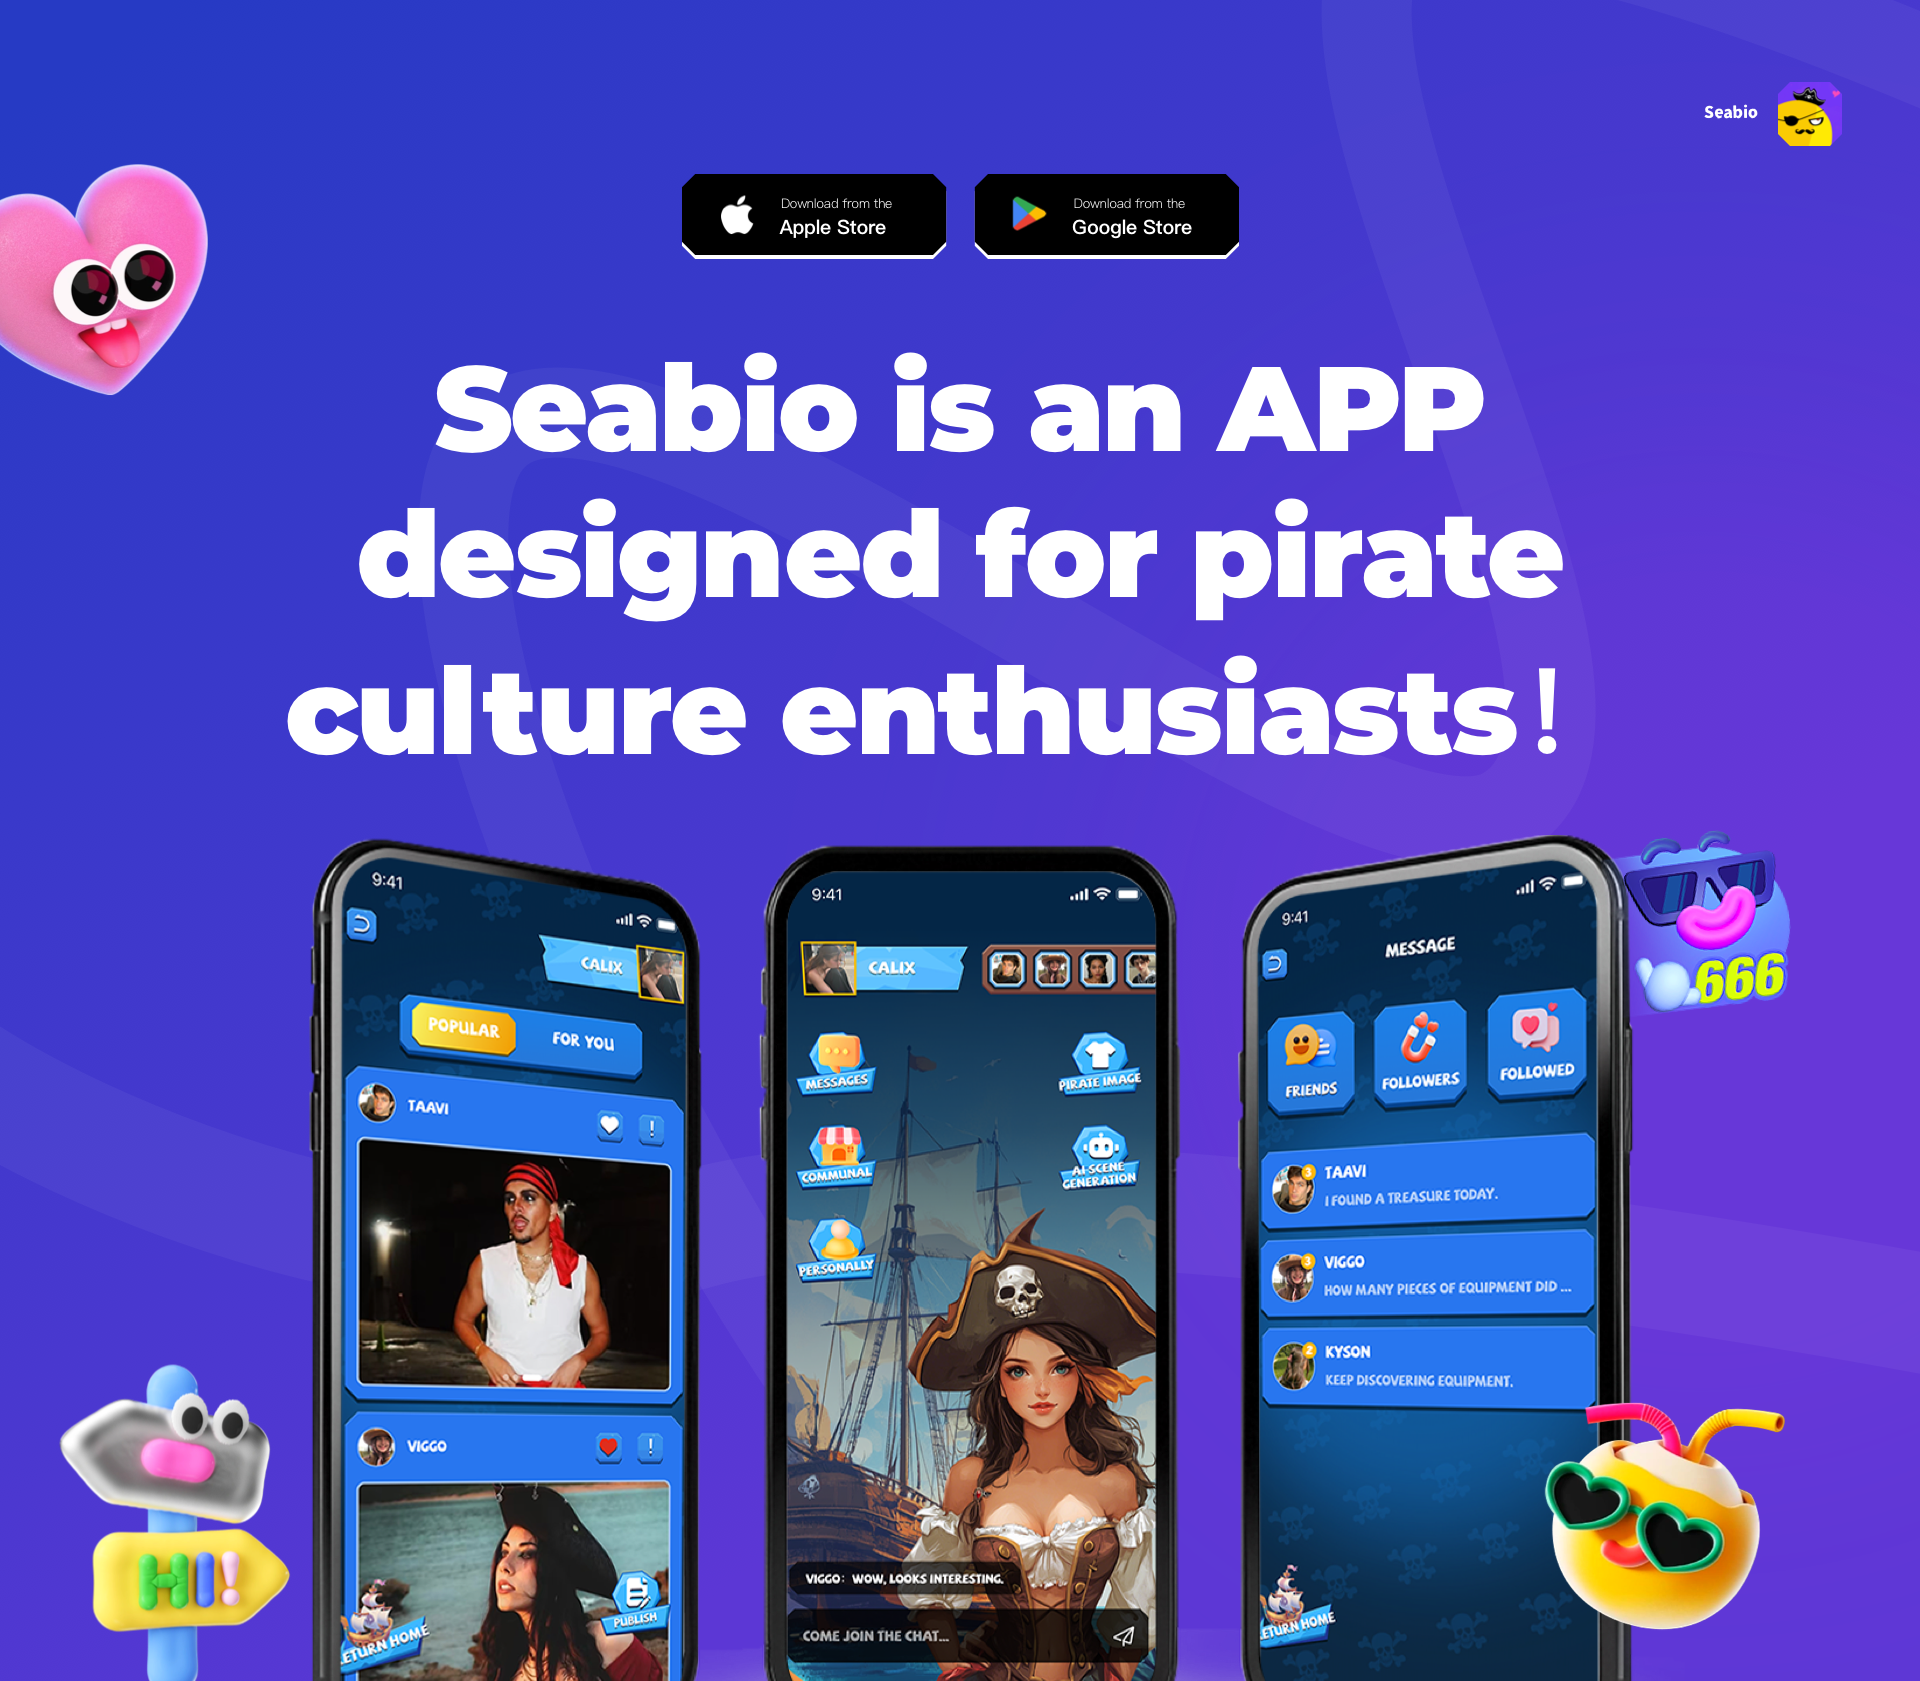 Seabio
Download from the
Apple Store
Download from the
Google Store
Seabio is an APP
designed for pirate
culture enthusiasts!
9:41
CALIX
POPULAR
FOR YOU
TAAVI
!
VIGGO
!
PUBLISH
ETURN HOME
9:41
CALIX
MESSAGES
PIRATE IMAGE
COMMUNAL
AI SCENE
GENERATION
PERSONALLY
VIGGO: WOW, LOOKS INTERESTING.
COME JOIN THE CHAT...
9:41
MESSAGE
FRIENDS
FOLLOWERS
FOLLOWED
3
TAAVI
I FOUND A TREASURE TODAY.
3
VIGGO
HOW MANY PIECES OF EQUIPMENT DID ...
2
KYSON
KEEP DISCOVERING EQUIPMENT.
ETURN HOME
666
HI!